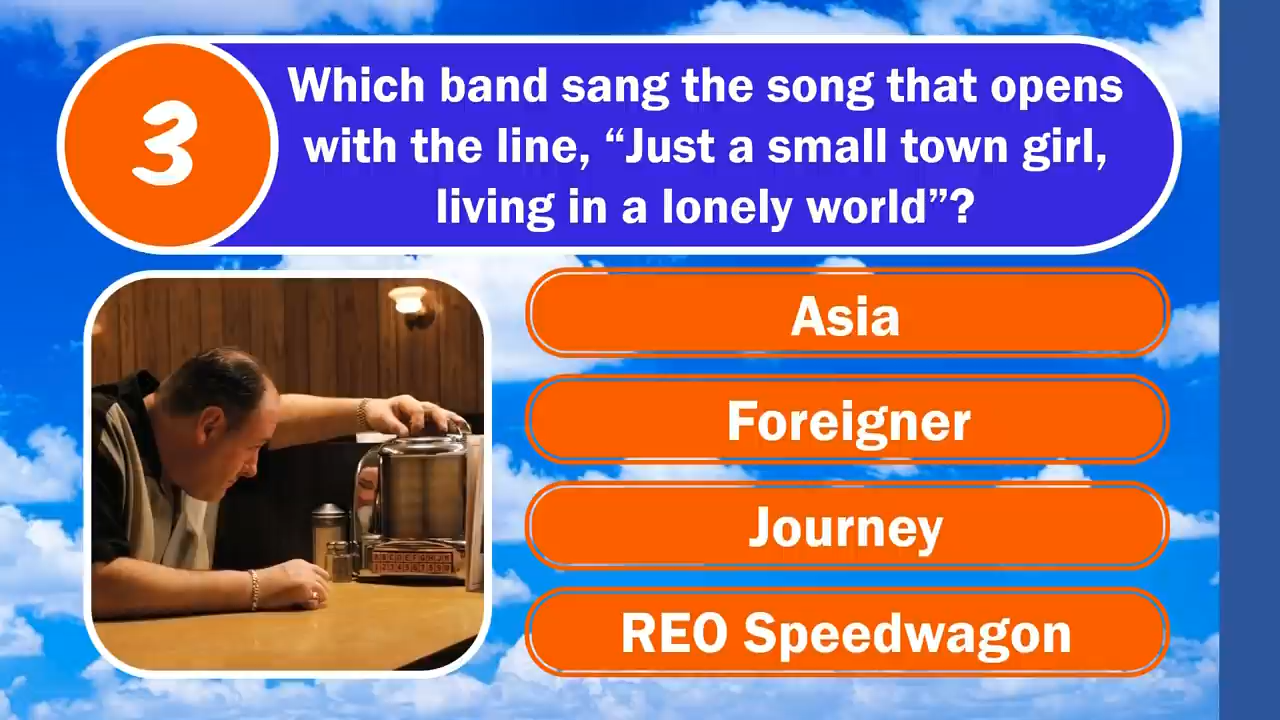 3
Which band sang the song that opens
with the line, “Just a small town girl,
living in a lonely world”?
Asia
Foreigner
Journey
REO Speedwagon